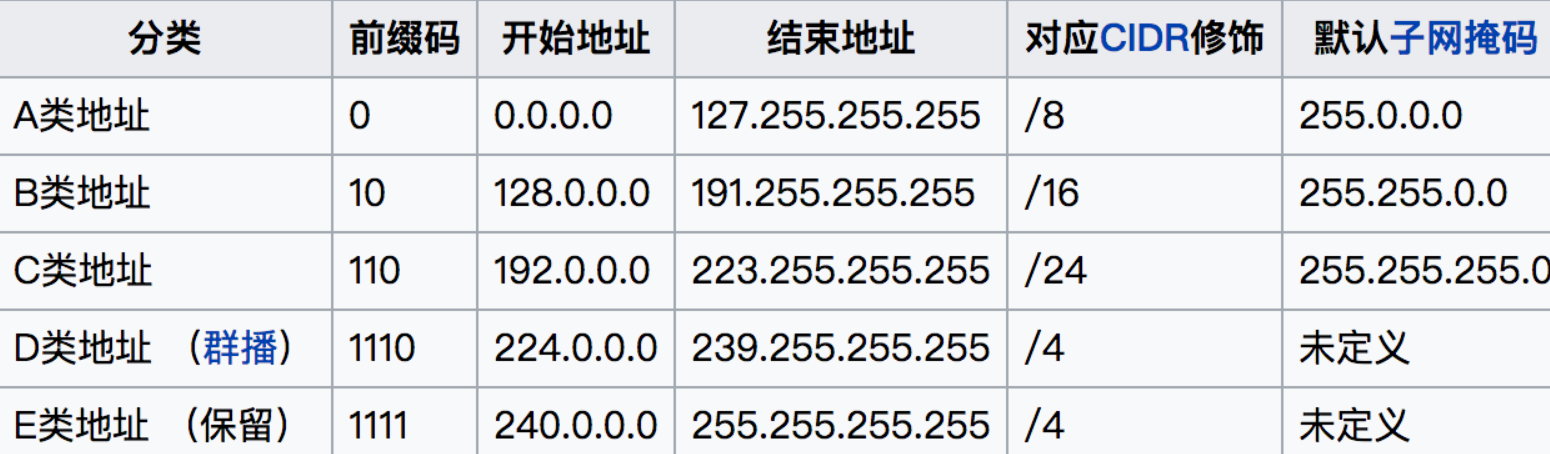 分类 前缀码 开始地址 结束地址 对应CIDR修饰 默认子网掩码
A类地址 0 0.0.0.0 127.255.255.255 /8 255.0.0.0
B类地址 10 128.0.0.0 191.255.255.255 /16 255.255.0.0
C类地址 110 192.0.0.0 223.255.255.255 /24 255.255.255.0
D类地址 （群播） 1110 224.0.0.0 239.255.255.255 /4 未定义
E类地址 （保留） 1111 240.0.0.0 255.255.255.255 /4 未定义